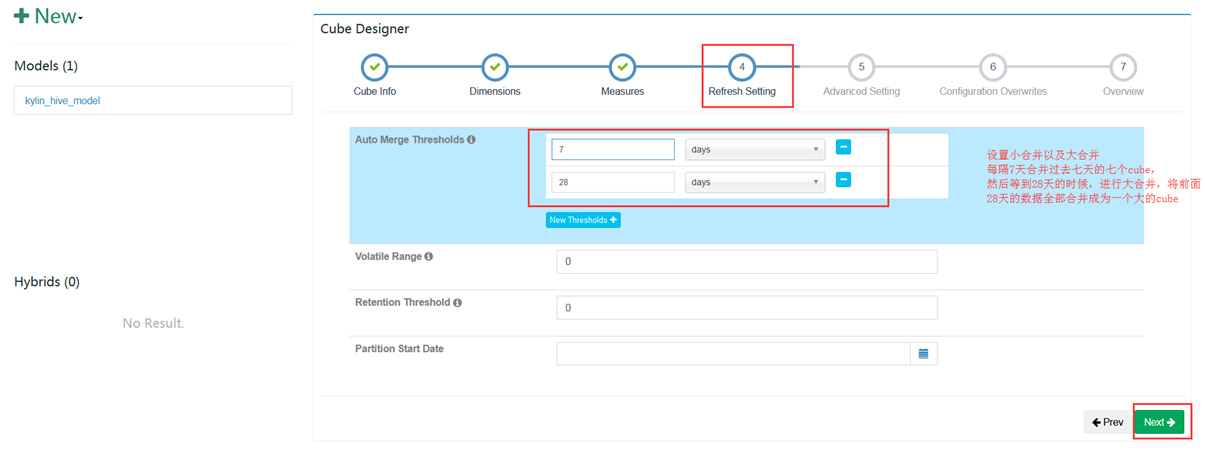 New
Models (1)
kylin_hive_model
Hybrids (0)
No Result.
Cube Designer
4
5
6
7
Cube Info
Dimensions
Measures
Refresh Setting
Advanced Setting
Configuration Overwrites
Overview
Auto Merge Thresholds
7
days
28
days
New Thresholds
设置小合并以及大合并
每隔7天合并过去七天的七个cube，
然后等到28天的时候，进行大合并，将前面
28天的数据全部合并成为一个大的cube
Volatile Range
0
Retention Threshold
0
Partition Start Date
Prev
Next